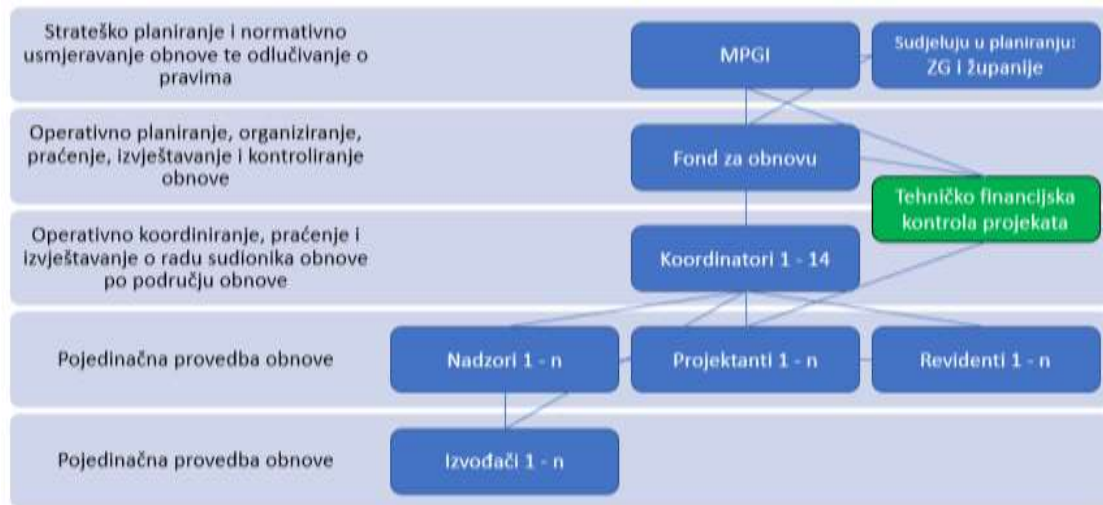 Strateško planiranje i normativno
usmjeravanje obnove te odlučivanje o
pravima
MPGI
Sudjeluju u planiranju:
ZG i županije
Operativno planiranje, organiziranje,
praćenje, izvještavanje i kontroliranje
obnove
Fond za obnovu
Tehničko financijska
kontrola projekata
Operativno koordiniranje, praćenje i
izvještavanje o radu sudionika obnove
po području obnove
Koordinatori 1 - 14
Pojedinačna provedba obnove
Nadzori 1 - n
Projektanti 1 - n
Revidenti 1 - n
Pojedinačna provedba obnove
Izvođači 1 - n